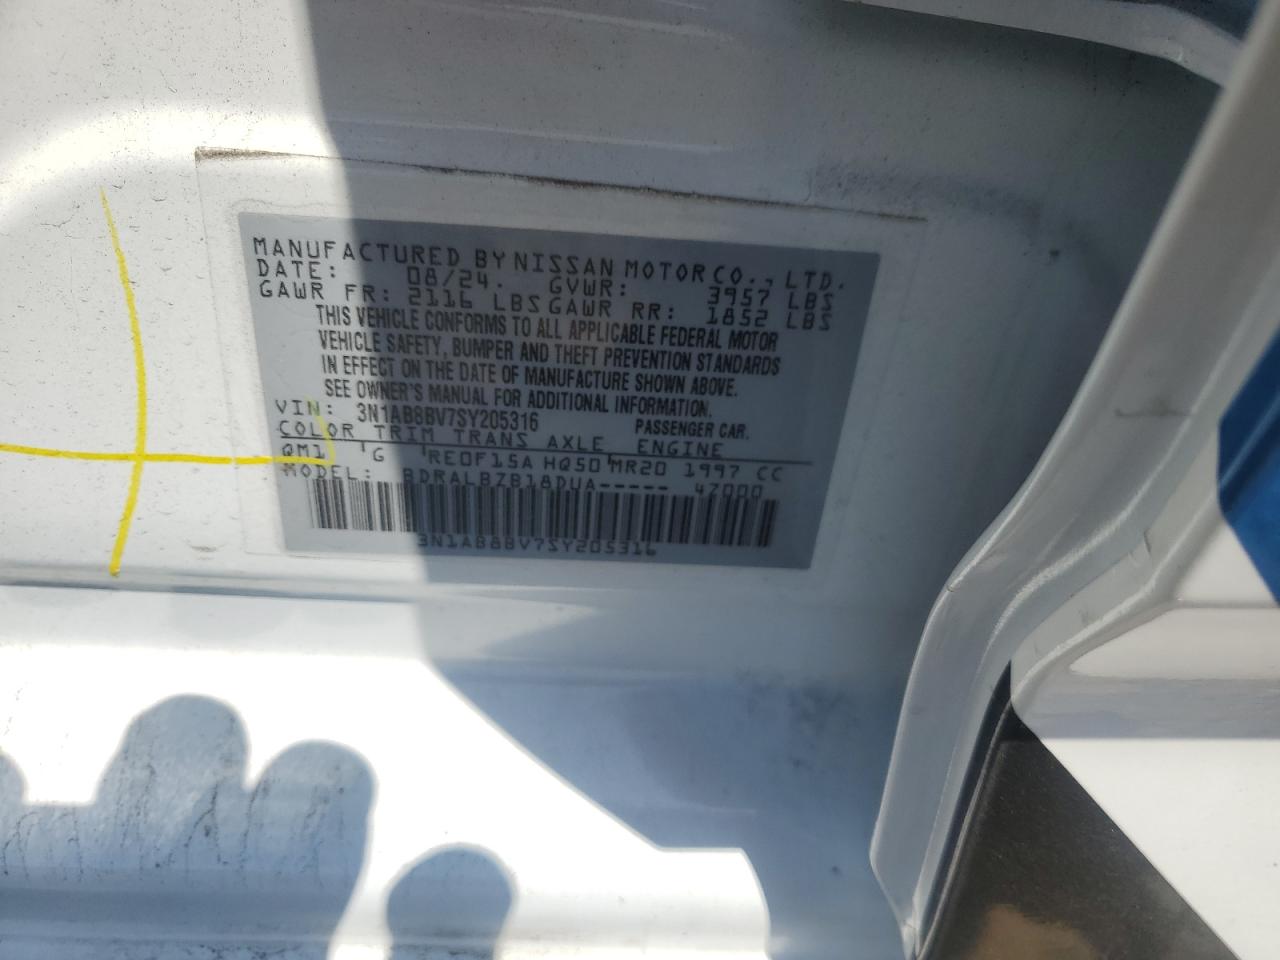 MANUFACTURED BY NISSAN MOTOR CO., LTD.
DATE: 08/24. GVWR: 3957 LBS
GAWR FR: 2116 LBS GAWR RR: 1852 LBS
THIS VEHICLE CONFORMS TO ALL APPLICABLE FEDERAL MOTOR
VEHICLE SAFETY, BUMPER AND THEFT PREVENTION STANDARDS
IN EFFECT ON THE DATE OF MANUFACTURE SHOWN ABOVE.
SEE OWNER'S MANUAL FOR ADDITIONAL INFORMATION.
VIN: 3N1AB8BV7SY205316 PASSENGER CAR.
COLOR TRIM TRANS AXLE ENGINE
QM1 G RE0F15A HQ50 MR20 1997 CC
MODEL: BDRALBZB18DUA----- 47000
3N1AB8BV7SY205316